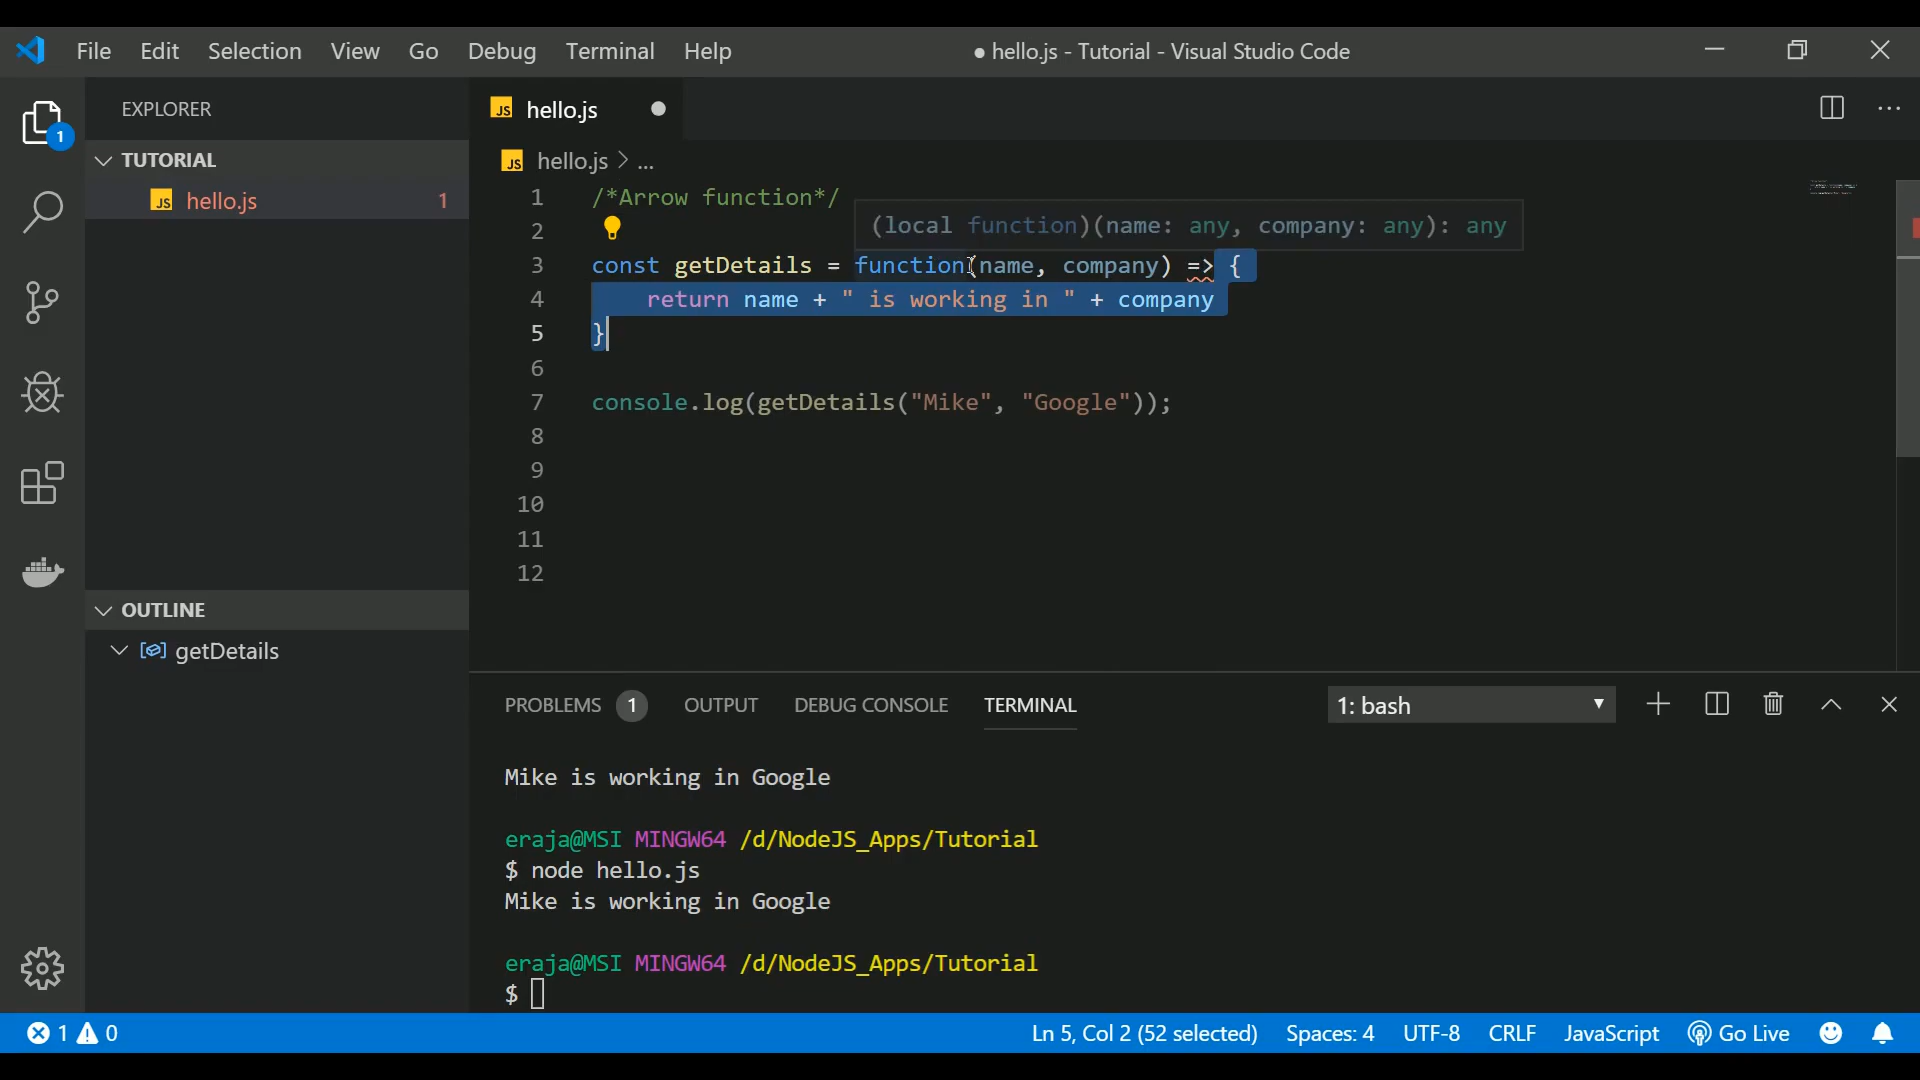 File Edit Selection View Go Debug Terminal Help ● hello.js - Tutorial - Visual Studio Code
EXPLORER
JS hello.js
1
TUTORIAL
JS hello.js > ...
JS hello.js 1
1 /*Arrow function*/
2
(local function)(name: any, company: any): any
3 const getDetails = function(name, company) => {
4 return name + " is working in " + company
5 }
6
7 console.log(getDetails("Mike", "Google"));
8
9
10
11
12
OUTLINE
getDetails
PROBLEMS 1 OUTPUT DEBUG CONSOLE TERMINAL 1: bash
Mike is working in Google
eraja@MSI MINGW64 /d/NodeJS_Apps/Tutorial
$ node hello.js
Mike is working in Google
eraja@MSI MINGW64 /d/NodeJS_Apps/Tutorial
$
1 0 Ln 5, Col 2 (52 selected) Spaces: 4 UTF-8 CRLF JavaScript Go Live